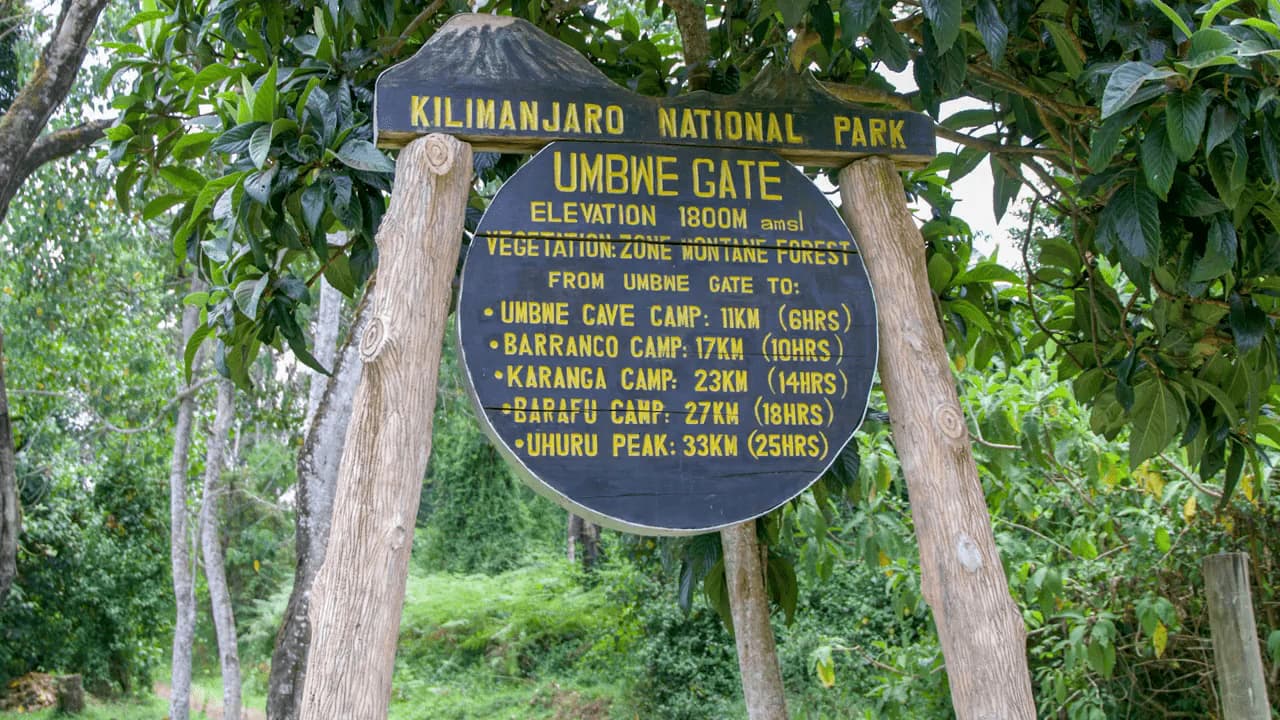 KILIMANJARO NATIONAL PARK
UMBWE GATE
ELEVATION 1800M amsl
VEGETATION: ZONE MONTANE FOREST
FROM UMBWE GATE TO:
• UMBWE CAVE CAMP: 11KM (6HRS)
• BARRANCO CAMP: 17KM (10HRS)
• KARANGA CAMP: 23KM (14HRS)
• BARAFU CAMP: 27KM (18HRS)
• UHURU PEAK: 33KM (25HRS)